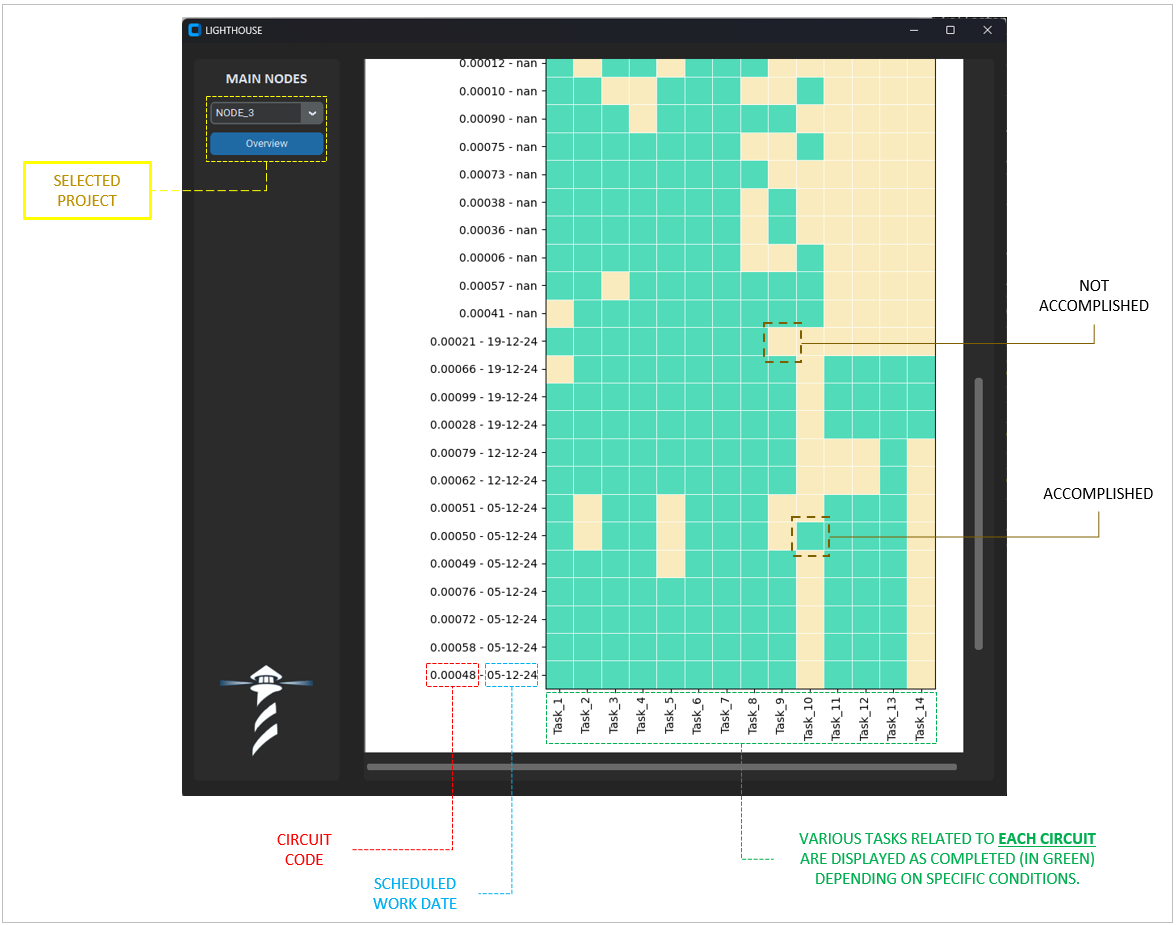 LIGHTHOUSE
MAIN NODES
NODE_3
Overview
SELECTED
PROJECT
0.00012 - nan
0.00010 - nan
0.00090 - nan
0.00075 - nan
0.00073 - nan
0.00038 - nan
0.00036 - nan
0.00006 - nan
0.00057 - nan
0.00041 - nan
0.00021 - 19-12-24
0.00066 - 19-12-24
0.00099 - 19-12-24
0.00028 - 19-12-24
0.00079 - 12-12-24
0.00062 - 12-12-24
0.00051 - 05-12-24
0.00050 - 05-12-24
0.00049 - 05-12-24
0.00076 - 05-12-24
0.00072 - 05-12-24
0.00058 - 05-12-24
0.00048 - 05-12-24
Task_1
Task_2
Task_3
Task_4
Task_5
Task_6
Task_7
Task_8
Task_9
Task_10
Task_11
Task_12
Task_13
Task_14
NOT
ACCOMPLISHED
ACCOMPLISHED
CIRCUIT
CODE
SCHEDULED
WORK DATE
VARIOUS TASKS RELATED TO EACH CIRCUIT
ARE DISPLAYED AS COMPLETED (IN GREEN)
DEPENDING ON SPECIFIC CONDITIONS.